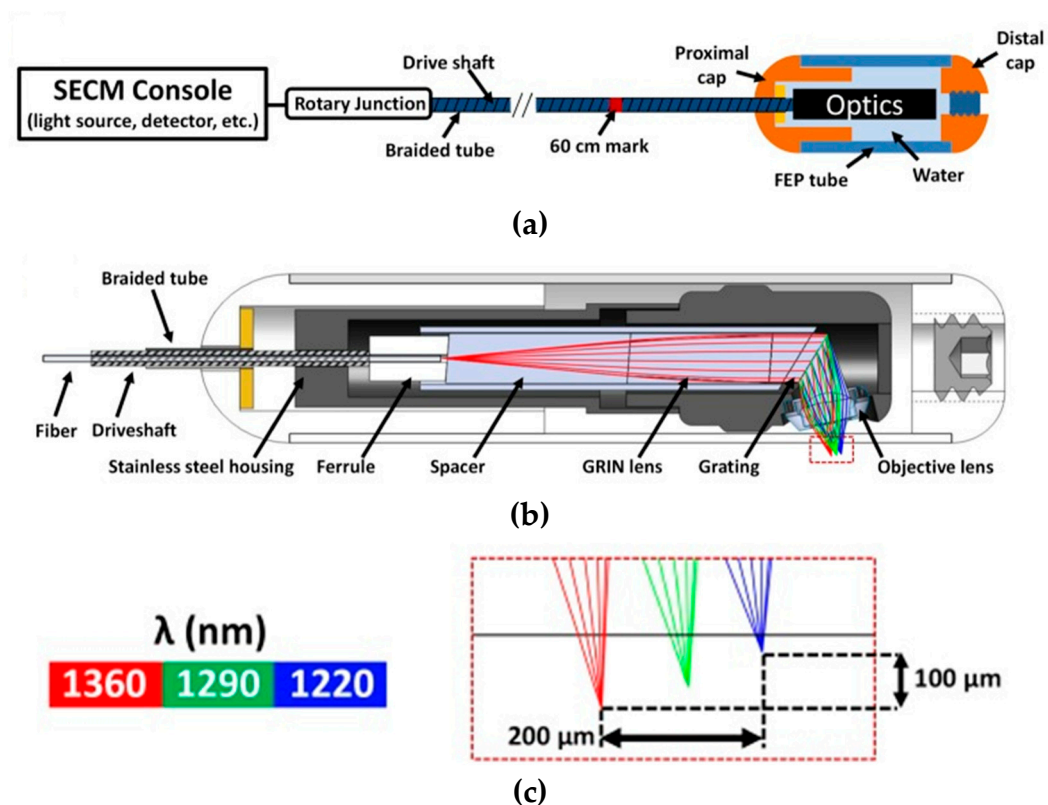 SECM Console
(light source, detector, etc.)
Rotary Junction
Drive shaft
Braided tube
60 cm mark
Proximal
cap
Distal
cap
Optics
FEP tube
Water
(a)
Braided tube
Fiber
Driveshaft
Stainless steel housing
Ferrule
Spacer
GRIN lens
Grating
Objective lens
(b)
λ (nm)
1360 1290 1220
100 μm
200 μm
(c)